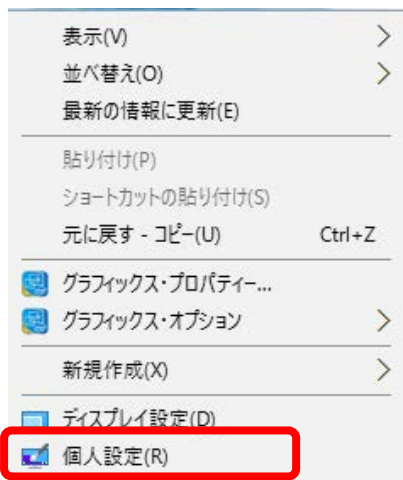 表示(V)
並べ替え(O)
最新の情報に更新(E)
貼り付け(P)
ショートカットの貼り付け(S)
元に戻す - コピー(U) Ctrl+Z
グラフィックス・プロパティー...
グラフィックス・オプション
新規作成(X)
ディスプレイ設定(D)
個人設定(R)